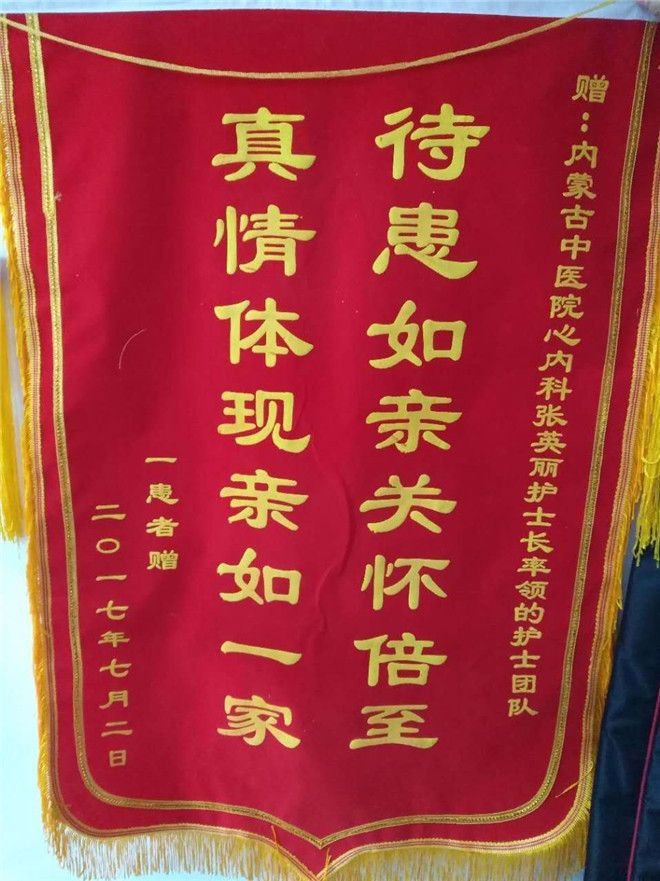 赠：内蒙古中医院心内科张英丽护士长率领的护士团队
待患如亲关怀倍至
真情体现亲如一家
一患者赠
二〇一七年七月二日